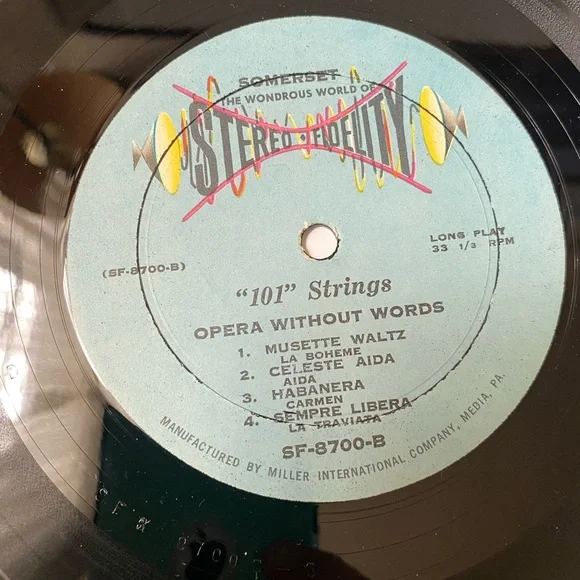 SOMERSET
THE WONDROUS WORLD OF
STEREO • FIDELITY
LONG PLAY
33 1/3 RPM
(SF-8700-B)
"101" Strings
OPERA WITHOUT WORDS
1. MUSETTE WALTZ
LA BOHEME
2. CELESTE AIDA
AIDA
3. HABANERA
CARMEN
4. SEMPRE LIBERA
LA TRAVIATA
SF-8700-B
MANUFACTURED BY MILLER INTERNATIONAL COMPANY, MEDIA, PA.